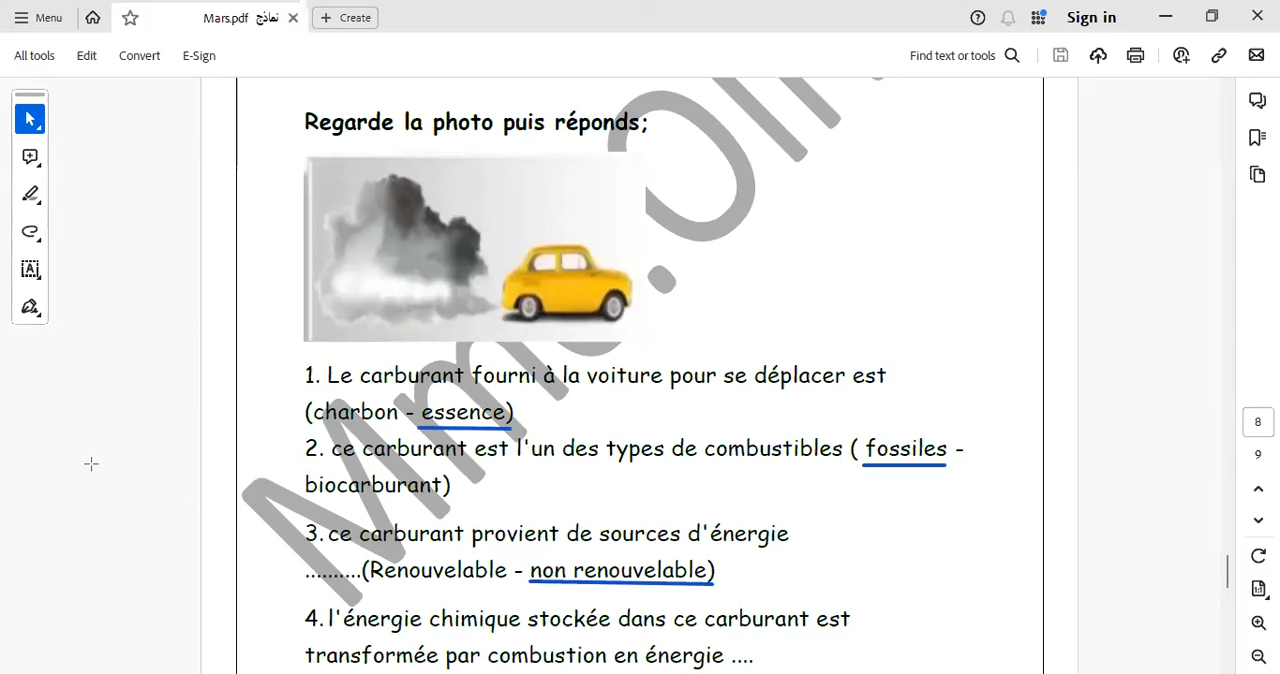 Menu
نماذج Mars.pdf
Create
Sign in
All tools Edit Convert E-Sign
Find text or tools
Regarde la photo puis réponds;
1. Le carburant fourni à la voiture pour se déplacer est
(charbon - essence)
2. ce carburant est l'un des types de combustibles ( fossiles -
biocarburant)
3. ce carburant provient de sources d'énergie
..........(Renouvelable - non renouvelable)
4. l'énergie chimique stockée dans ce carburant est
transformée par combustion en énergie ....
8
9